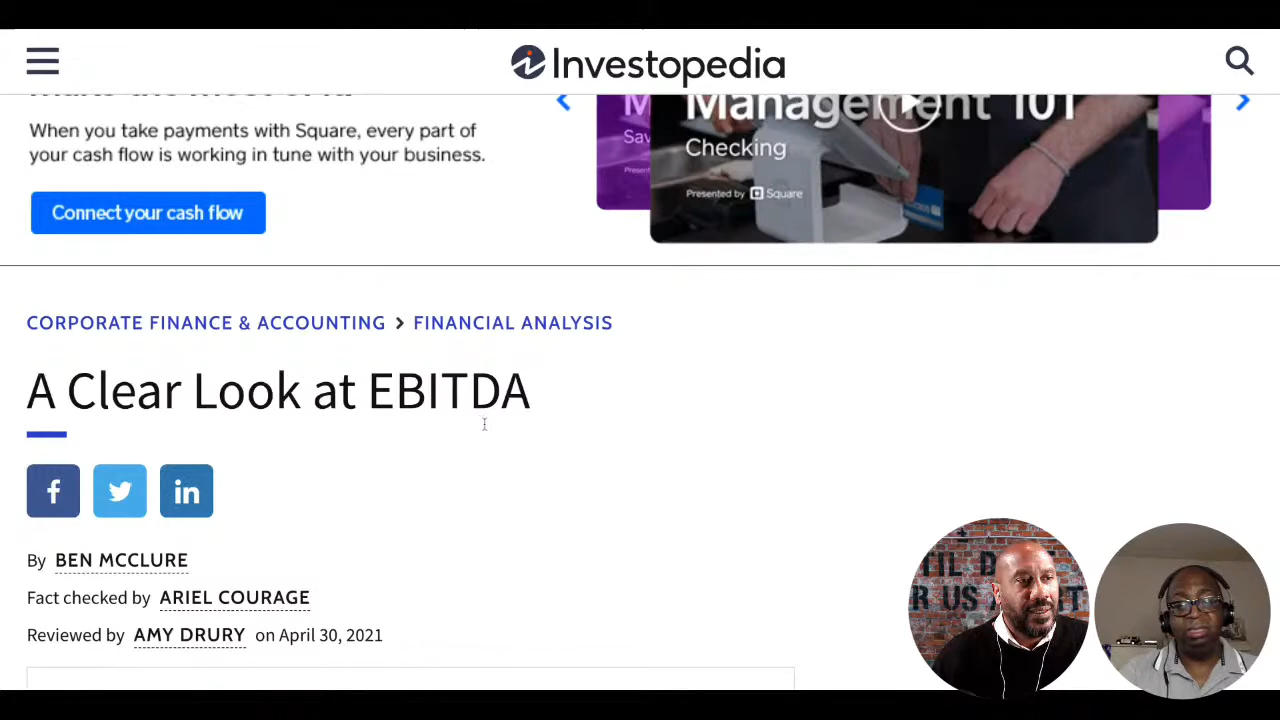 Investopedia
When you take payments with Square, every part of
your cash flow is working in tune with your business.
Connect your cash flow
Management 101
Checking
Presented by Square
CORPORATE FINANCE & ACCOUNTING > FINANCIAL ANALYSIS
A Clear Look at EBITDA
f
in
By BEN MCCLURE
Fact checked by ARIEL COURAGE
Reviewed by AMY DRURY on April 30, 2021